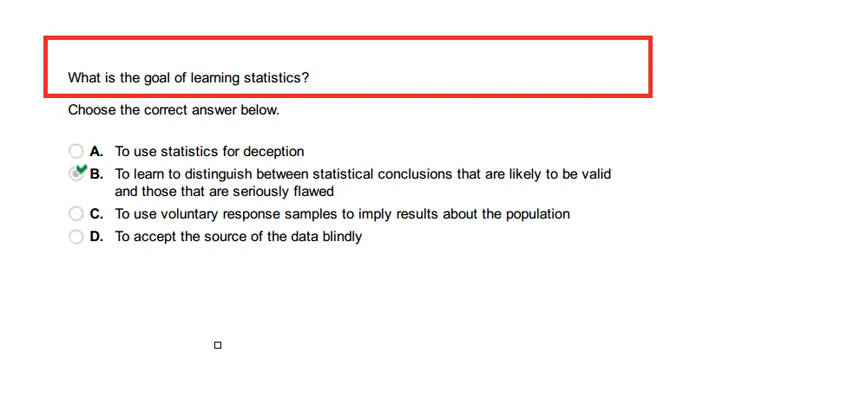 What is the goal of learning statistics?
Choose the correct answer below.
A. To use statistics for deception
B. To learn to distinguish between statistical conclusions that are likely to be valid
and those that are seriously flawed
C. To use voluntary response samples to imply results about the population
D. To accept the source of the data blindly